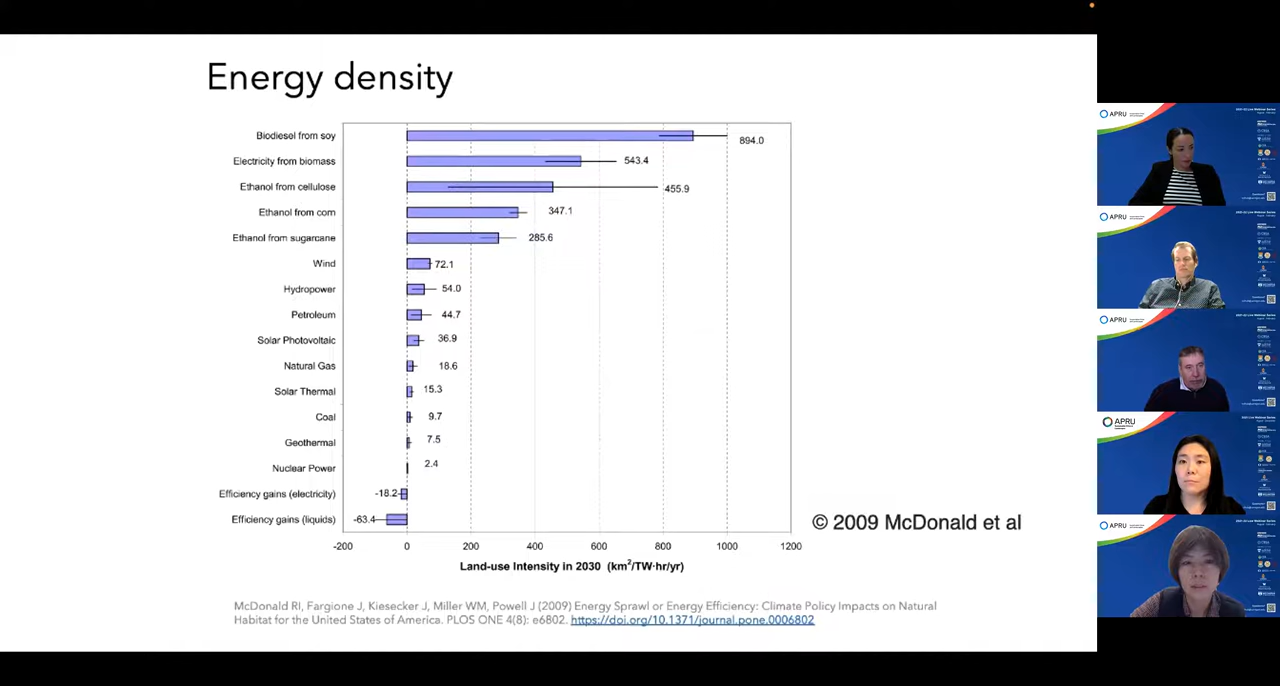 Energy density
Biodiesel from soy
894.0
Electricity from biomass
543.4
Ethanol from cellulose
455.9
Ethanol from corn
347.1
Ethanol from sugarcane
285.6
Wind
72.1
Hydropower
54.0
Petroleum
44.7
Solar Photovoltaic
36.9
Natural Gas
18.6
Solar Thermal
15.3
Coal
9.7
Geothermal
7.5
Nuclear Power
2.4
Efficiency gains (electricity)
-18.2
Efficiency gains (liquids)
-63.4
-200 0 200 400 600 800 1000 1200
Land-use Intensity in 2030 (km²/TW·hr/yr)
© 2009 McDonald et al
McDonald RI, Fargione J, Kiesecker J, Miller WM, Powell J (2009) Energy Sprawl or Energy Efficiency: Climate Policy Impacts on Natural
Habitat for the United States of America. PLOS ONE 4(8): e6802. https://doi.org/10.1371/journal.pone.0006802
APRU
APRU
APRU
APRU
APRU